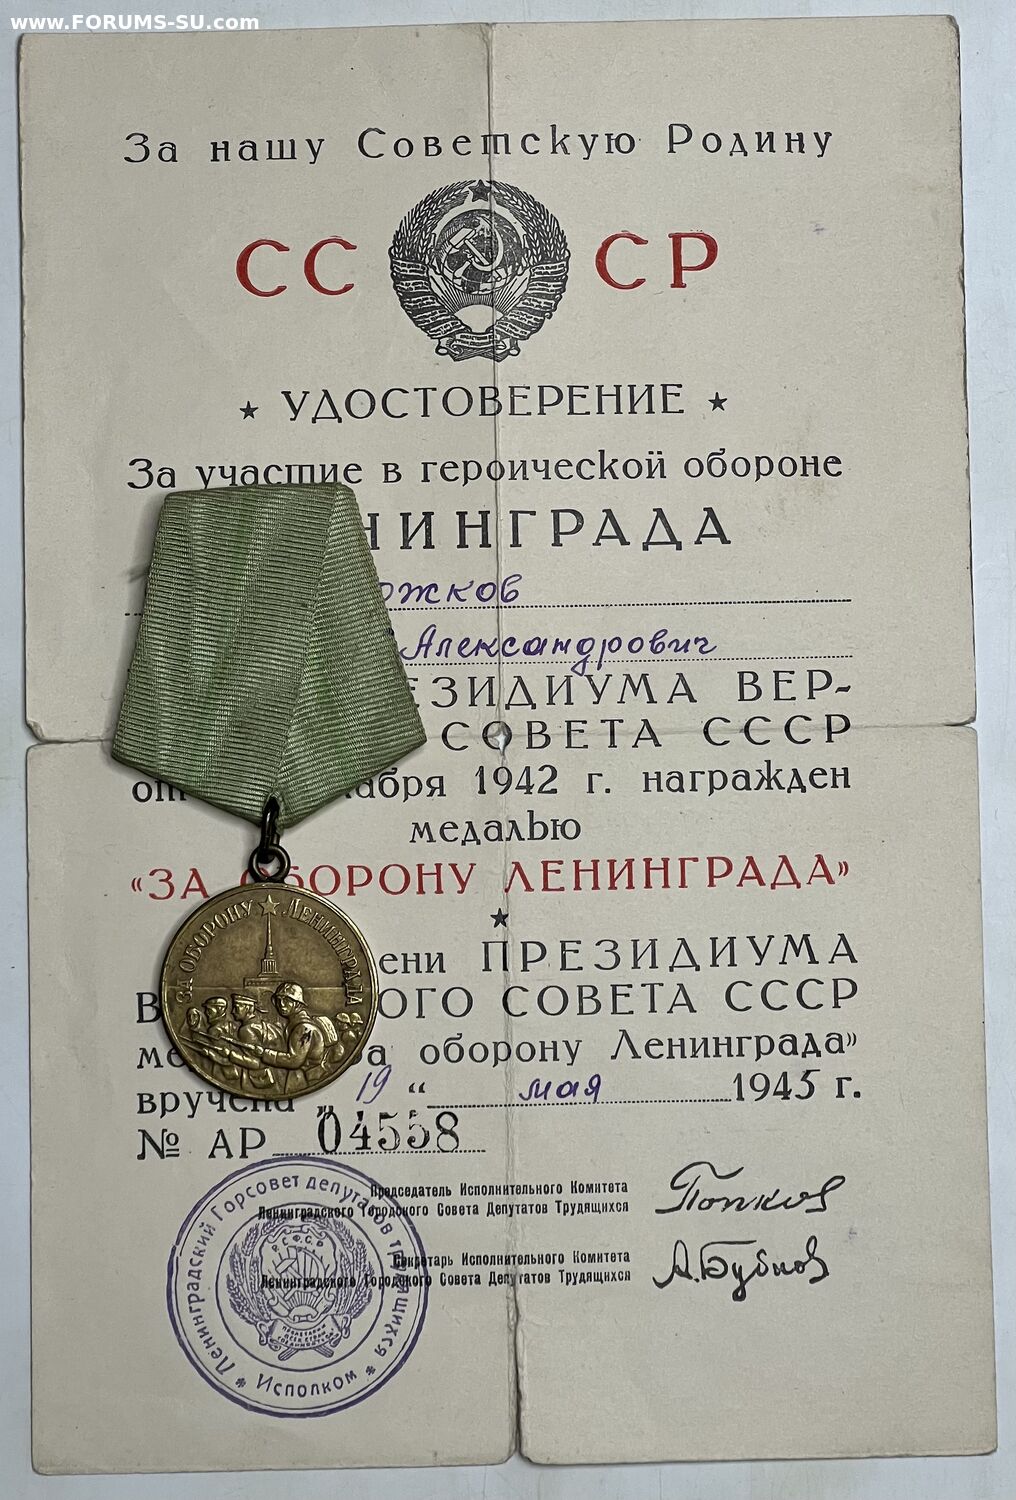 www.FORUMS-SU.com
За нашу Советскую Родину
СС СР
★ УДОСТОВЕРЕНИЕ ★
За участие в героической обороне
НИНГРАДА
ожков
Александрович
ЕЗИДИУМА ВЕР-
СОВЕТА СССР
от абря 1942 г. награжден
медалью
«ЗА ОБОРОНУ ЛЕНИНГРАДА»
★
ени ПРЕЗИДИУМА
В ОГО СОВЕТА СССР
ме а оборону Ленинграда»
вручена „ 19 “ мая 1945 г.
№ АР 04558
Председатель Исполнительного Комитета
Ленинградского Городского Совета Депутатов Трудящихся
Попков
Секретарь Исполнительного Комитета
Ленинградского Городского Совета Депутатов Трудящихся
А.Бубнов
ЗА ОБОРОНУ ЛЕНИНГРАДА
Ленинградский Горсовет депутатов трудящихся
★ Исполком ★
Р.С.Ф.С.Р.